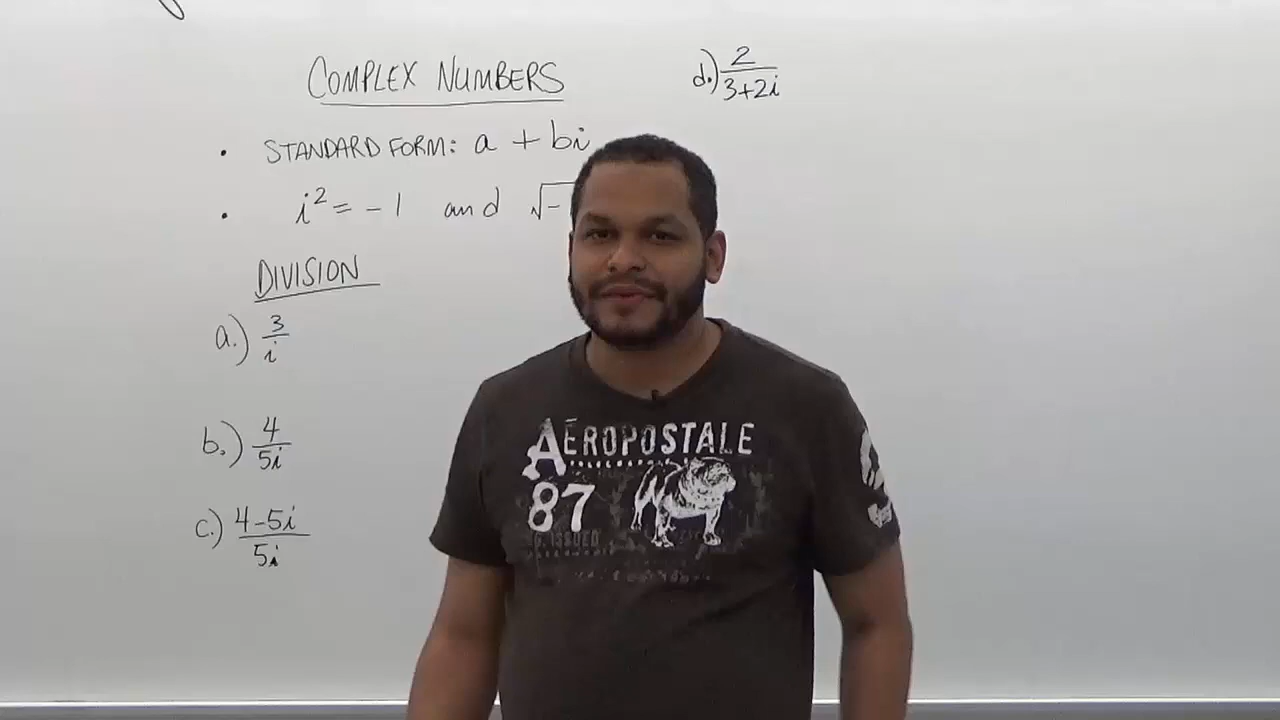 COMPLEX NUMBERS
• STANDARD FORM: a + bi
• i² = -1 and √-
DIVISION
a.) 3/i
b.) 4/5i
c.) 4-5i/5i
d.) 2/3+2i
AÉROPOSTALE
87